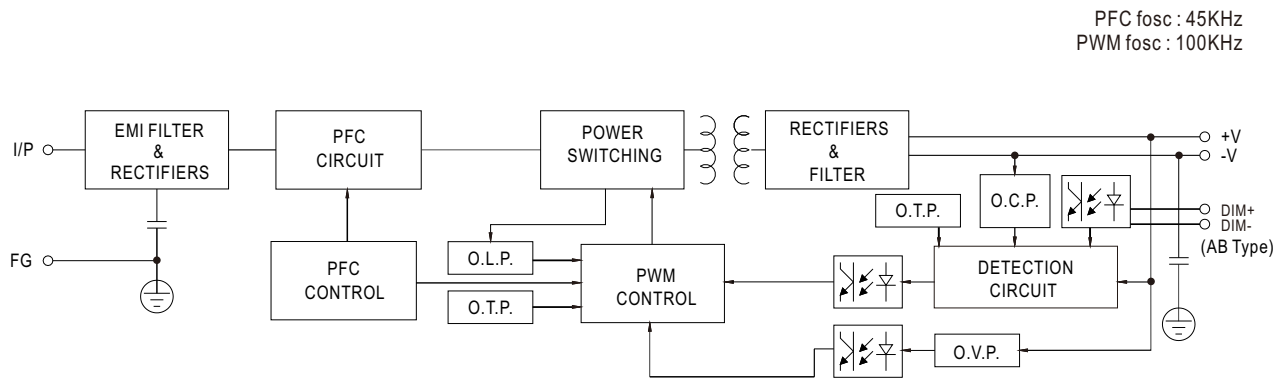 PFC fosc : 45KHz
PWM fosc : 100KHz
I/P
EMI FILTER
&
RECTIFIERS
PFC
CIRCUIT
POWER
SWITCHING
RECTIFIERS
&
FILTER
+V
-V
O.T.P.
O.C.P.
DIM+
DIM-
(AB Type)
FG
PFC
CONTROL
O.L.P.
O.T.P.
PWM
CONTROL
DETECTION
CIRCUIT
O.V.P.